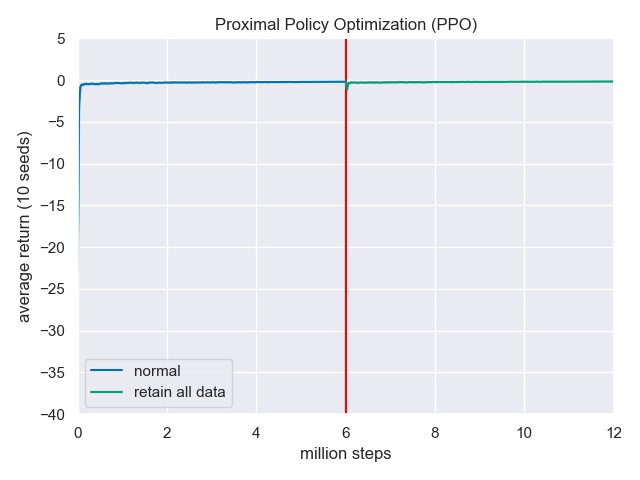 Proximal Policy Optimization (PPO)
average return (10 seeds)
5
0
−5
−10
−15
−20
−25
−30
−35
−40
normal
retain all data
0 2 4 6 8 10 12
million steps